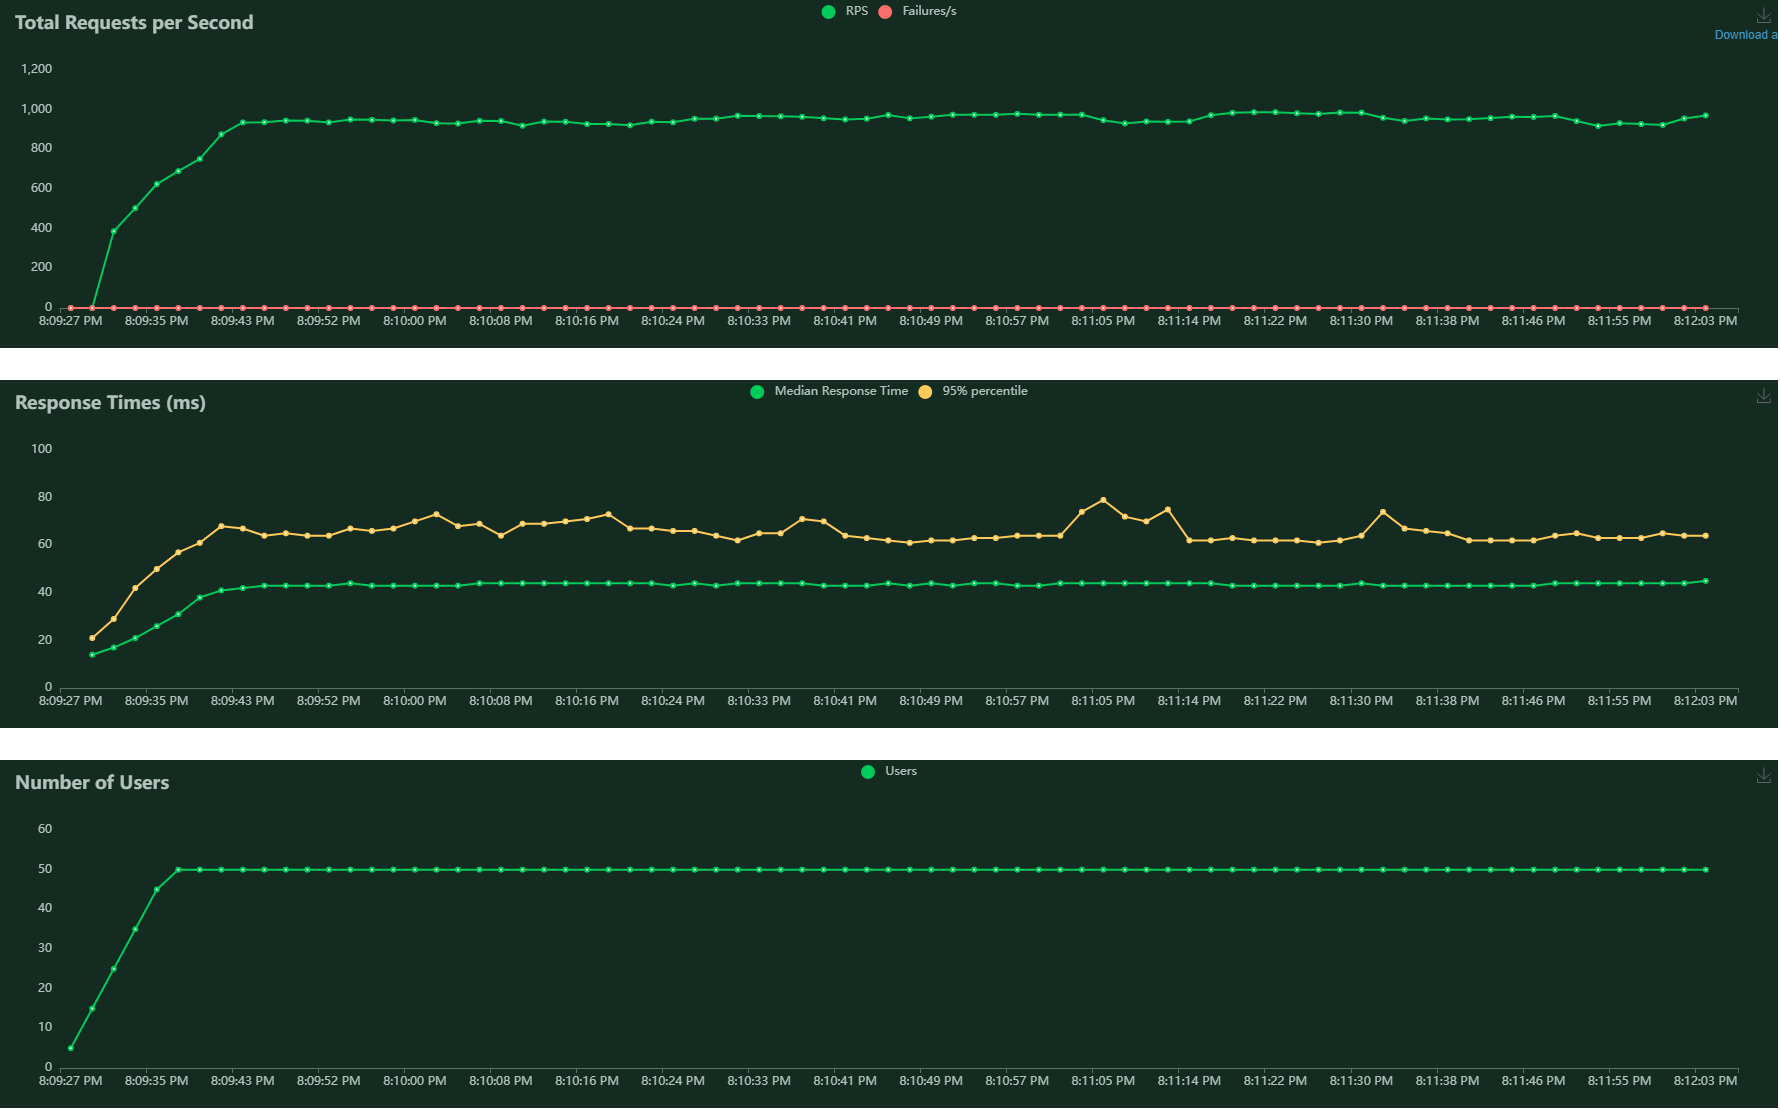 Total Requests per Second
RPS Failures/s
Download a
1,200
1,000
800
600
400
200
0
8:09:27 PM 8:09:35 PM 8:09:43 PM 8:09:52 PM 8:10:00 PM 8:10:08 PM 8:10:16 PM 8:10:24 PM 8:10:33 PM 8:10:41 PM 8:10:49 PM 8:10:57 PM 8:11:05 PM 8:11:14 PM 8:11:22 PM 8:11:30 PM 8:11:38 PM 8:11:46 PM 8:11:55 PM 8:12:03 PM
Response Times (ms)
Median Response Time 95% percentile
100
80
60
40
20
0
8:09:27 PM 8:09:35 PM 8:09:43 PM 8:09:52 PM 8:10:00 PM 8:10:08 PM 8:10:16 PM 8:10:24 PM 8:10:33 PM 8:10:41 PM 8:10:49 PM 8:10:57 PM 8:11:05 PM 8:11:14 PM 8:11:22 PM 8:11:30 PM 8:11:38 PM 8:11:46 PM 8:11:55 PM 8:12:03 PM
Number of Users
Users
60
50
40
30
20
10
0
8:09:27 PM 8:09:35 PM 8:09:43 PM 8:09:52 PM 8:10:00 PM 8:10:08 PM 8:10:16 PM 8:10:24 PM 8:10:33 PM 8:10:41 PM 8:10:49 PM 8:10:57 PM 8:11:05 PM 8:11:14 PM 8:11:22 PM 8:11:30 PM 8:11:38 PM 8:11:46 PM 8:11:55 PM 8:12:03 PM